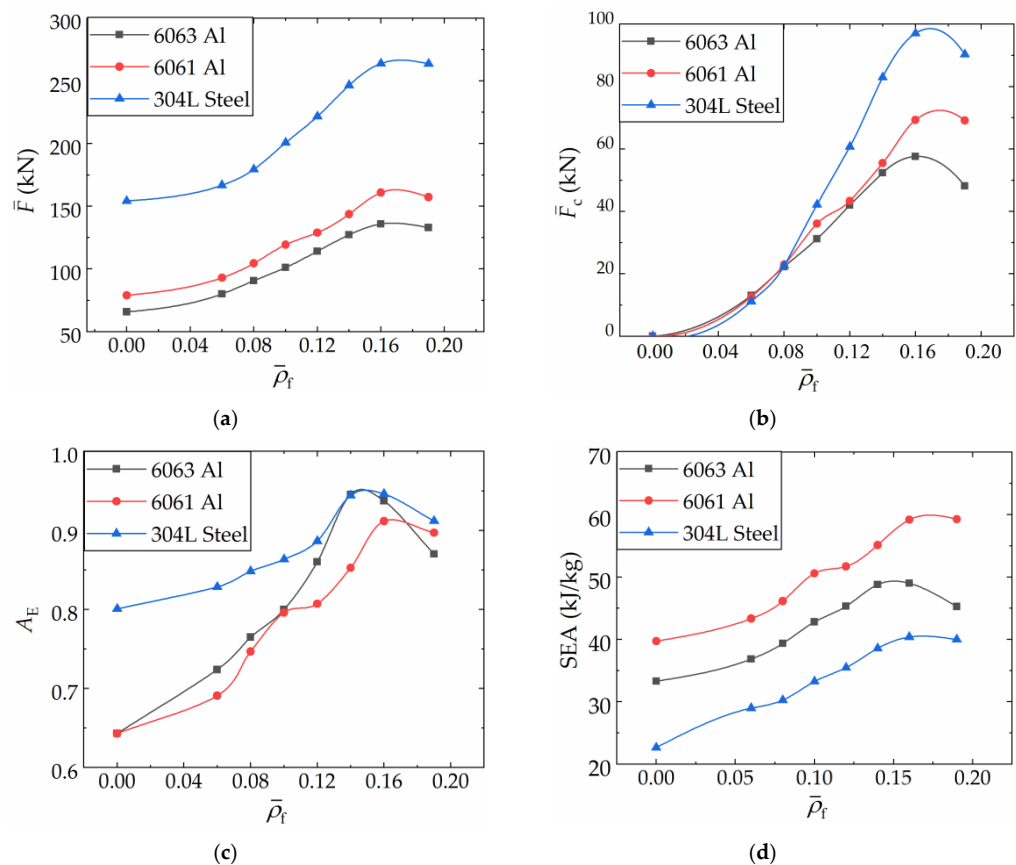 300
250
200
150
100
50
F̄ (kN)
6063 Al
6061 Al
304L Steel
0.00 0.04 0.08 0.12 0.16 0.20
ρ̄f
(a)
100
80
60
40
20
0
F̄c (kN)
6063 Al
6061 Al
304L Steel
0.00 0.04 0.08 0.12 0.16 0.20
ρ̄f
(b)
1.0
0.9
0.8
0.7
0.6
AE
6063 Al
6061 Al
304L Steel
0.00 0.04 0.08 0.12 0.16 0.20
ρ̄f
(c)
70
60
50
40
30
20
SEA (kJ/kg)
6063 Al
6061 Al
304L Steel
0.00 0.05 0.10 0.15 0.20
ρ̄f
(d)